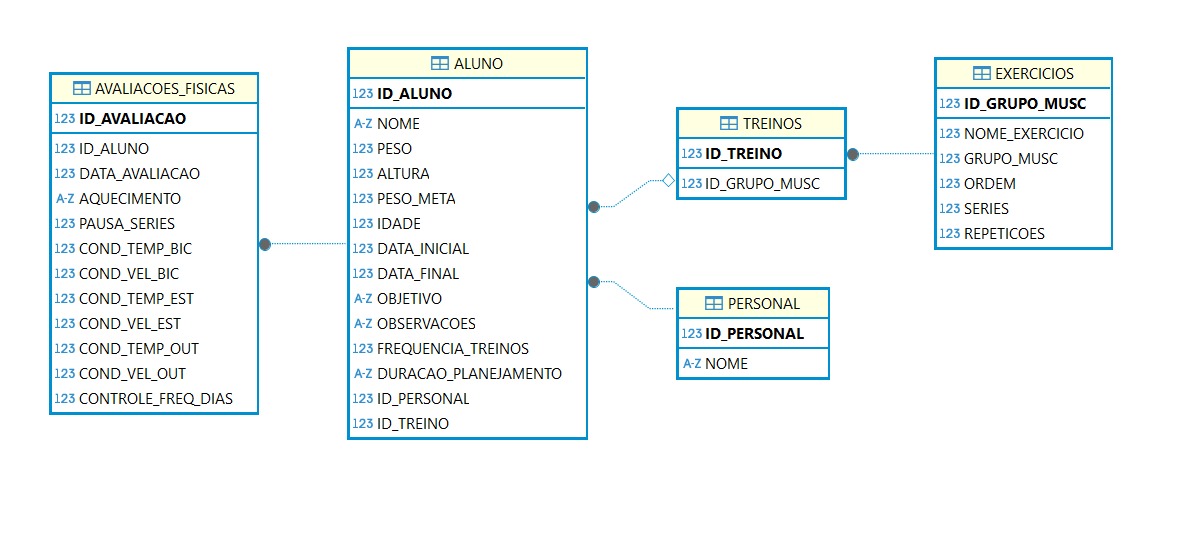 AVALIACOES_FISICAS
123 ID_AVALIACAO
123 ID_ALUNO
123 DATA_AVALIACAO
A-Z AQUECIMENTO
123 PAUSA_SERIES
123 COND_TEMP_BIC
123 COND_VEL_BIC
123 COND_TEMP_EST
123 COND_VEL_EST
123 COND_TEMP_OUT
123 COND_VEL_OUT
123 CONTROLE_FREQ_DIAS
ALUNO
123 ID_ALUNO
A-Z NOME
123 PESO
123 ALTURA
123 PESO_META
123 IDADE
123 DATA_INICIAL
123 DATA_FINAL
A-Z OBJETIVO
A-Z OBSERVACOES
123 FREQUENCIA_TREINOS
A-Z DURACAO_PLANEJAMENTO
123 ID_PERSONAL
123 ID_TREINO
TREINOS
123 ID_TREINO
123 ID_GRUPO_MUSC
PERSONAL
123 ID_PERSONAL
A-Z NOME
EXERCICIOS
123 ID_GRUPO_MUSC
123 NOME_EXERCICIO
123 GRUPO_MUSC
123 ORDEM
123 SERIES
123 REPETICOES